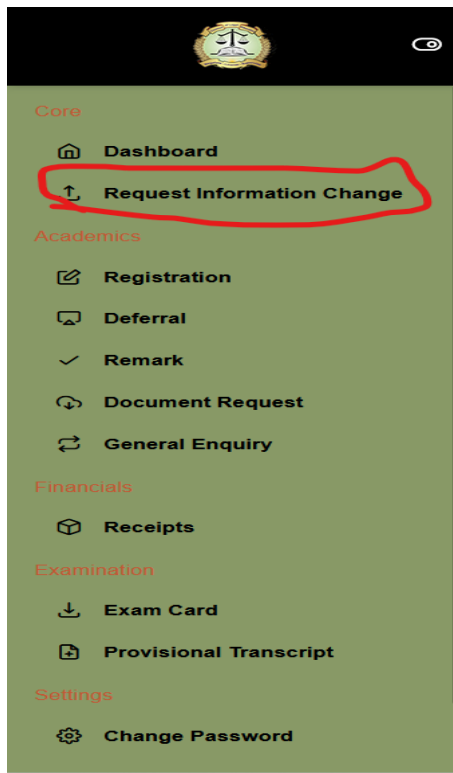 Core
Dashboard
Request Information Change
Academics
Registration
Deferral
Remark
Document Request
General Enquiry
Financials
Receipts
Examination
Exam Card
Provisional Transcript
Settings
Change Password